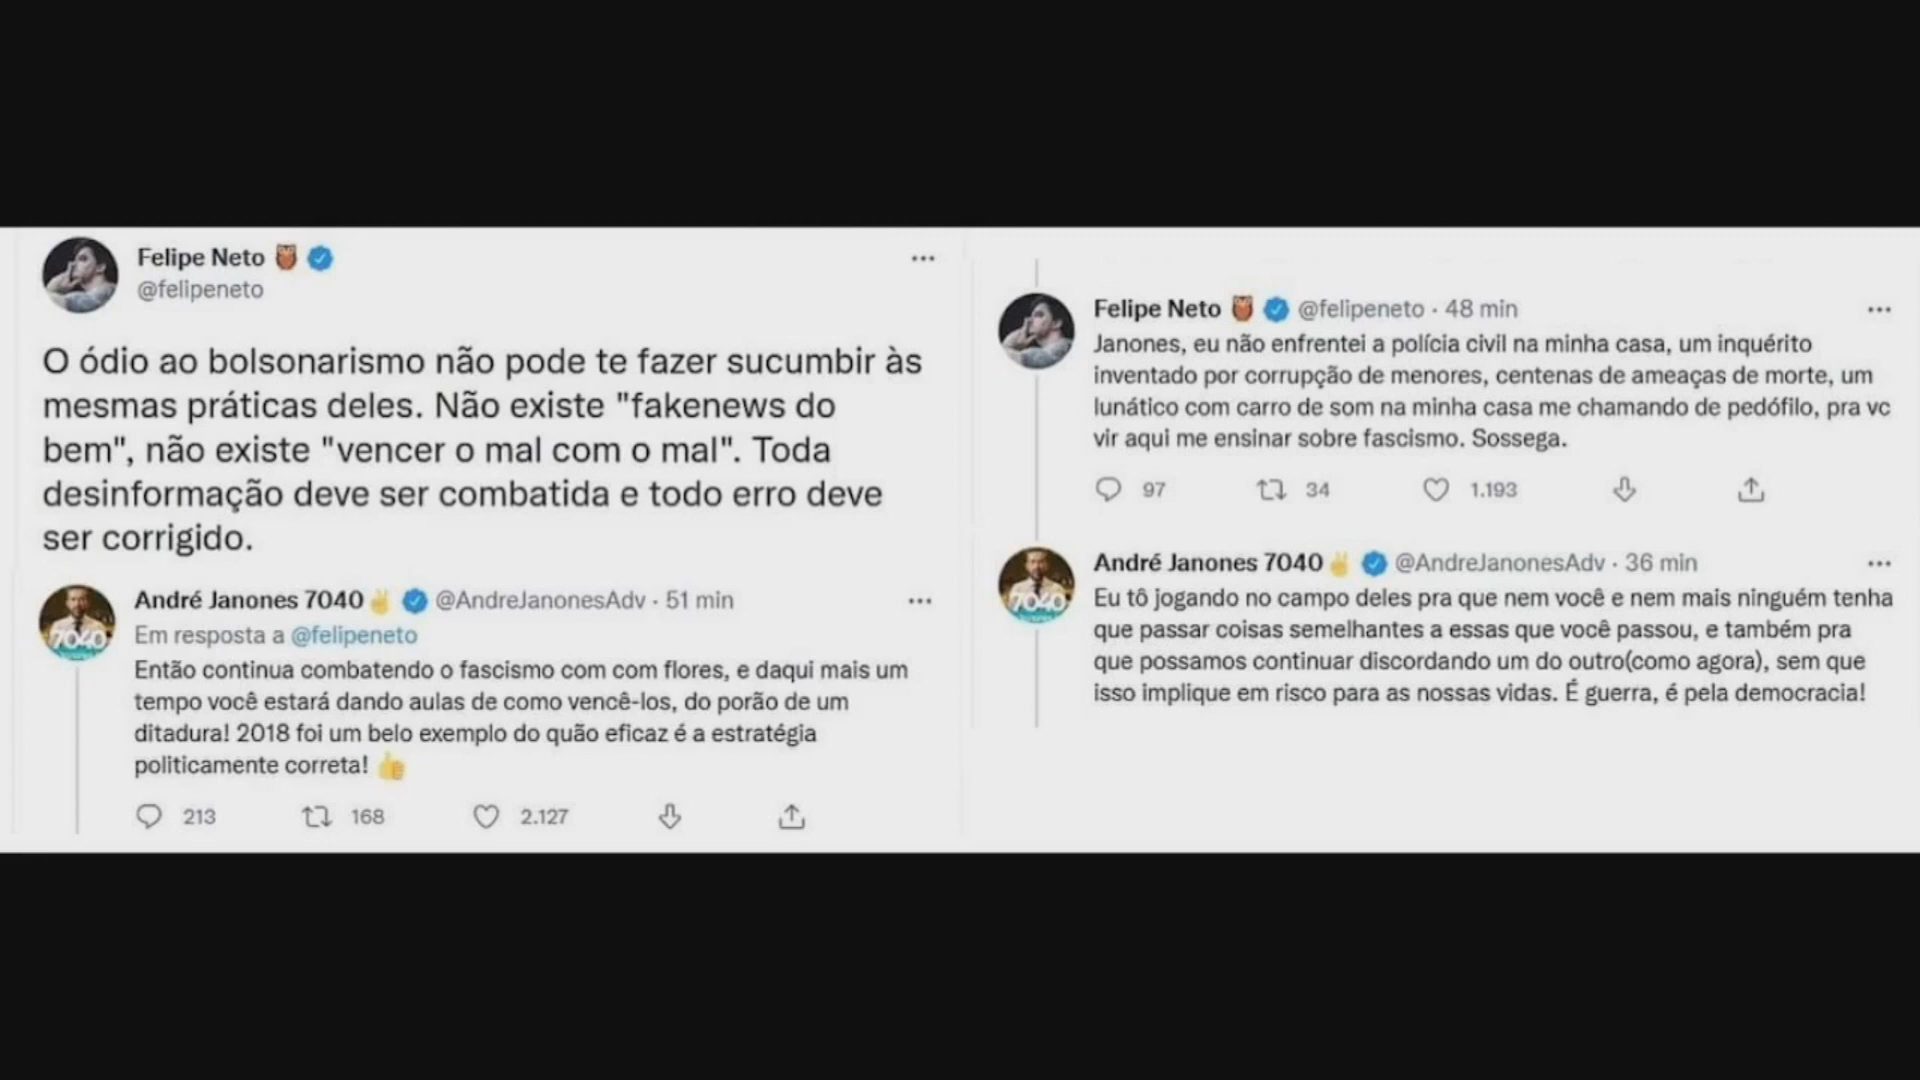 Felipe Neto 🦉
@felipeneto
O ódio ao bolsonarismo não pode te fazer sucumbir às
mesmas práticas deles. Não existe "fakenews do
bem", não existe "vencer o mal com o mal". Toda
desinformação deve ser combatida e todo erro deve
ser corrigido.
André Janones 7040✌ @AndreJanonesAdv · 51 min
7040
Em resposta a @felipeneto
Então continua combatendo o fascismo com com flores, e daqui mais um
tempo você estará dando aulas de como vencê-los, do porão de um
ditadura! 2018 foi um belo exemplo do quão eficaz é a estratégia
politicamente correta! 👍
213 168 2.127
Felipe Neto 🦉 @felipeneto · 48 min
Janones, eu não enfrentei a polícia civil na minha casa, um inquérito
inventado por corrupção de menores, centenas de ameaças de morte, um
lunático com carro de som na minha casa me chamando de pedófilo, pra vc
vir aqui me ensinar sobre fascismo. Sossega.
97 34 1.193
André Janones 7040✌ @AndreJanonesAdv · 36 min
7040
Eu tô jogando no campo deles pra que nem você e nem mais ninguém tenha
que passar coisas semelhantes a essas que você passou, e também pra
que possamos continuar discordando um do outro(como agora), sem que
isso implique em risco para as nossas vidas. É guerra, é pela democracia!